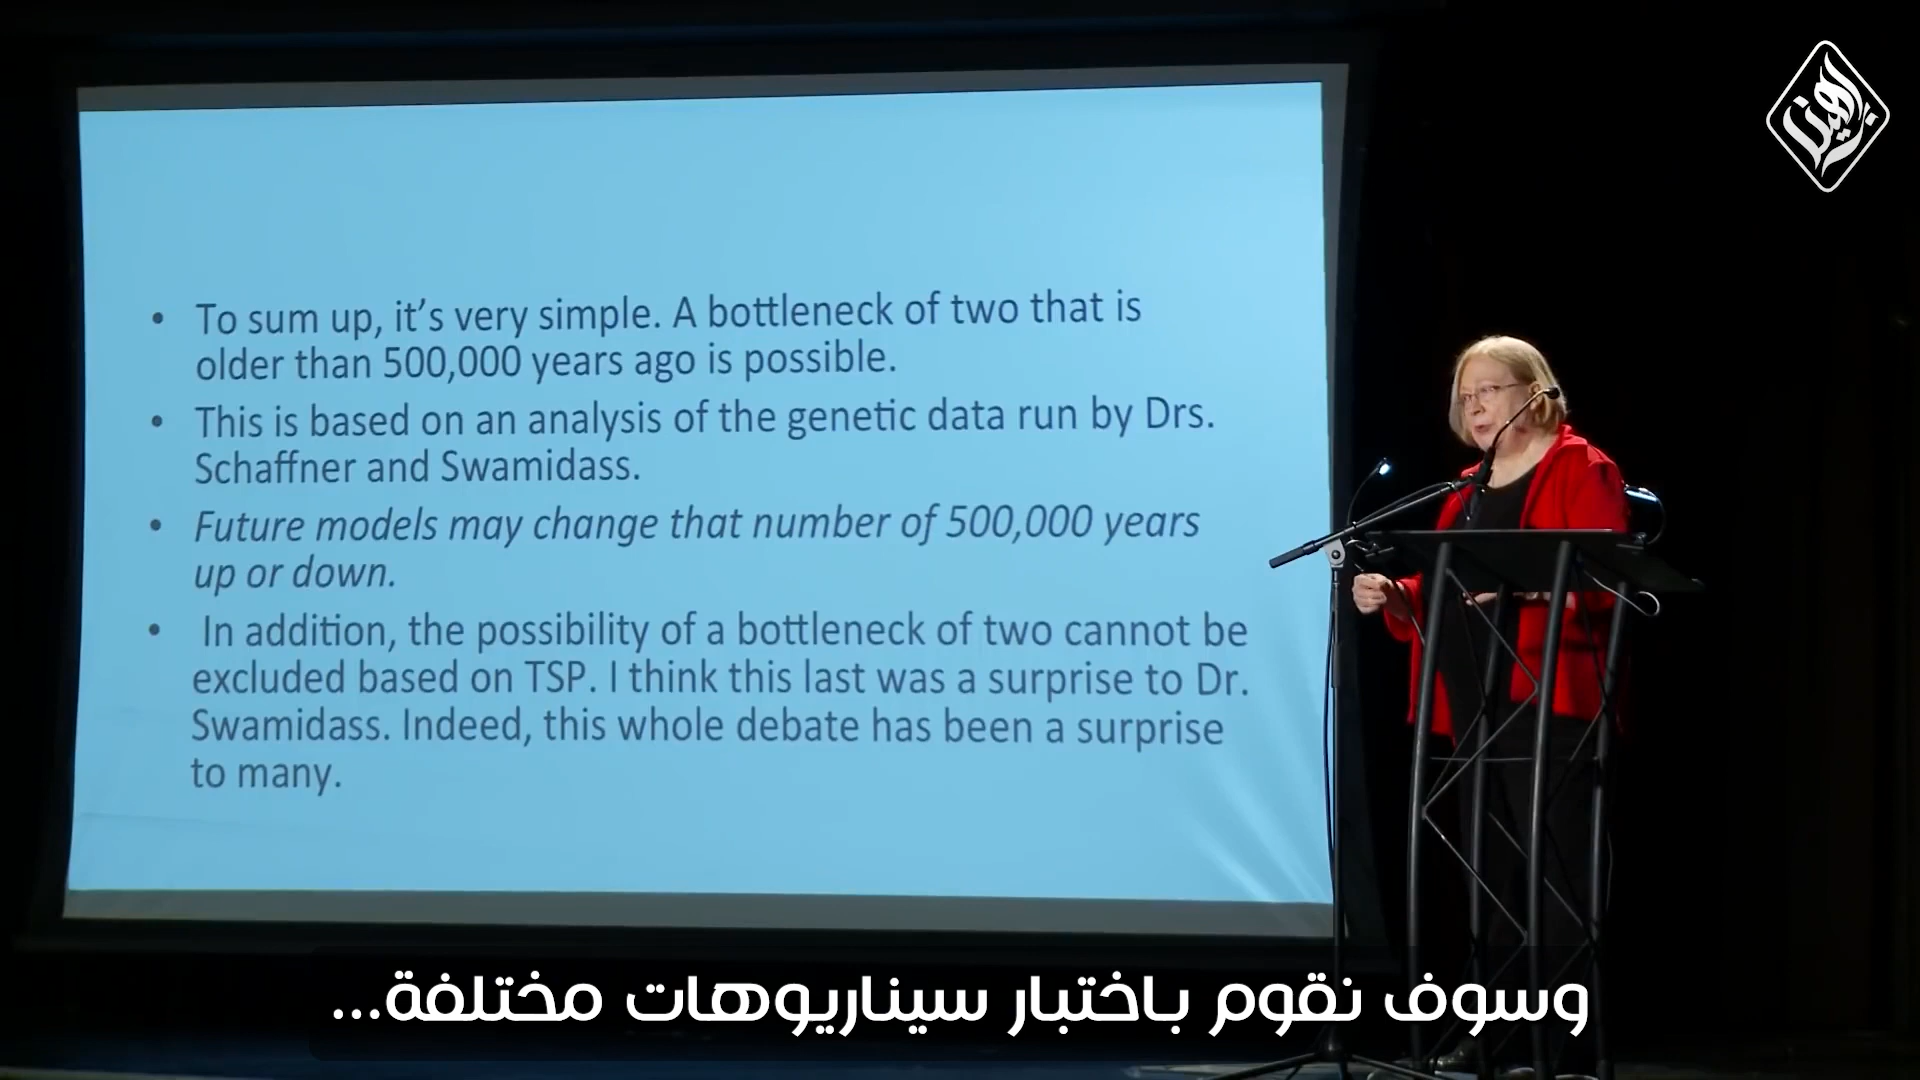 براهين
• To sum up, it's very simple. A bottleneck of two that is
older than 500,000 years ago is possible.
• This is based on an analysis of the genetic data run by Drs.
Schaffner and Swamidass.
• Future models may change that number of 500,000 years
up or down.
• In addition, the possibility of a bottleneck of two cannot be
excluded based on TSP. I think this last was a surprise to Dr.
Swamidass. Indeed, this whole debate has been a surprise
to many.
وسوف نقوم باختبار سيناريوهات مختلفة...